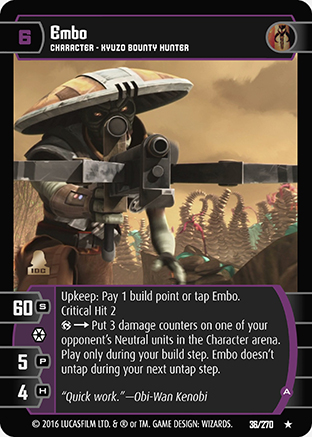 6
Embo
CHARACTER - KYUZO BOUNTY HUNTER
IDC
60 S
5 P
4 H
Upkeep: Pay 1 build point or tap Embo.
Critical Hit 2
→ Put 3 damage counters on one of your
opponent's Neutral units in the Character arena.
Play only during your build step. Embo doesn't
untap during your next untap step.
"Quick work." —Obi-Wan Kenobi
A
© 2016 LUCASFILM LTD. & ® or TM. GAME DESIGN: WIZARDS.
38/270 ★